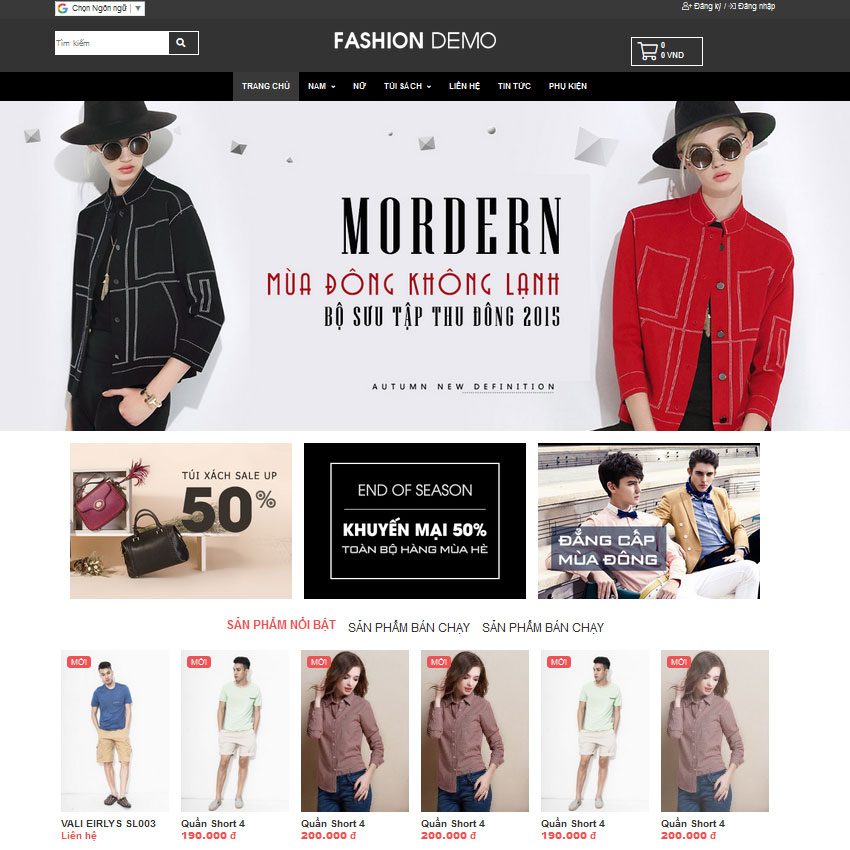 Chọn Ngôn ngữ ▼
Đăng ký / Đăng nhập
Tìm kiếm
FASHION DEMO
0
0 VND
TRANG CHỦ NAM NỮ TÚI SÁCH LIÊN HỆ TIN TỨC PHỤ KIỆN
MORDERN
MÙA ĐÔNG KHÔNG LẠNH
BỘ SƯU TẬP THU ĐÔNG 2015
AUTUMN NEW DEFINITION
TÚI XÁCH SALE UP
50%
END OF SEASON
KHUYẾN MẠI 50%
TOÀN BỘ HÀNG MÙA HÈ
ĐẲNG CẤP
MÙA ĐÔNG
SẢN PHẨM NỔI BẬT SẢN PHẨM BÁN CHẠY SẢN PHẨM BÁN CHẠY
MỚI MỚI MỚI MỚI MỚI MỚI
VALI EIRLYS SL003 Quần Short 4 Quần Short 4 Quần Short 4 Quần Short 4 Quần Short 4
Liên hệ 190.000 đ 200.000 đ 200.000 đ 190.000 đ 200.000 đ